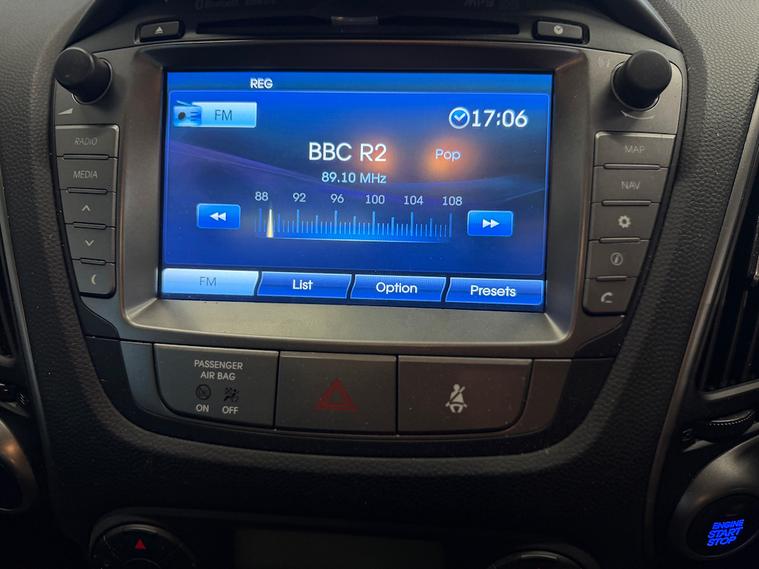 REG
FM
17:06
BBC R2
Pop
89.10 MHz
88 92 96 100 104 108
FM List Option Presets
RADIO
MEDIA
MAP
NAV
PASSENGER
AIR BAG
ON OFF
ENGINE
START
STOP